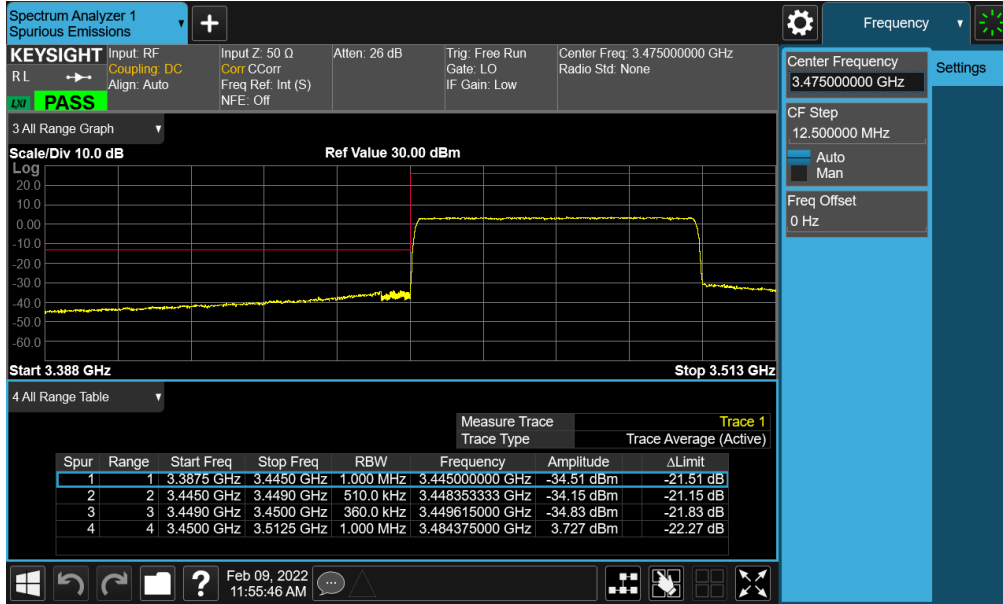 Spectrum Analyzer 1
Spurious Emissions
Frequency
KEYSIGHT
R L
LXI
PASS
Input: RF
Coupling: DC
Align: Auto
Input Z: 50 Ω
Corr CCorr
Freq Ref: Int (S)
NFE: Off
Atten: 26 dB
Trig: Free Run
Gate: LO
IF Gain: Low
Center Freq: 3.475000000 GHz
Radio Std: None
Center Frequency
3.475000000 GHz
Settings
CF Step
12.500000 MHz
Auto
Man
Freq Offset
0 Hz
3 All Range Graph
Scale/Div 10.0 dB
Ref Value 30.00 dBm
Log
20.0
10.0
0.00
-10.0
-20.0
-30.0
-40.0
-50.0
-60.0
Start 3.388 GHz
Stop 3.513 GHz
4 All Range Table
Measure Trace Trace 1
Trace Type Trace Average (Active)
Spur Range Start Freq Stop Freq RBW Frequency Amplitude ΔLimit
1 1 3.3875 GHz 3.4450 GHz 1.000 MHz 3.445000000 GHz -34.51 dBm -21.51 dB
2 2 3.4450 GHz 3.4490 GHz 510.0 kHz 3.448353333 GHz -34.15 dBm -21.15 dB
3 3 3.4490 GHz 3.4500 GHz 360.0 kHz 3.449615000 GHz -34.83 dBm -21.83 dB
4 4 3.4500 GHz 3.5125 GHz 1.000 MHz 3.484375000 GHz 3.727 dBm -22.27 dB
?
Feb 09, 2022
11:55:46 AM